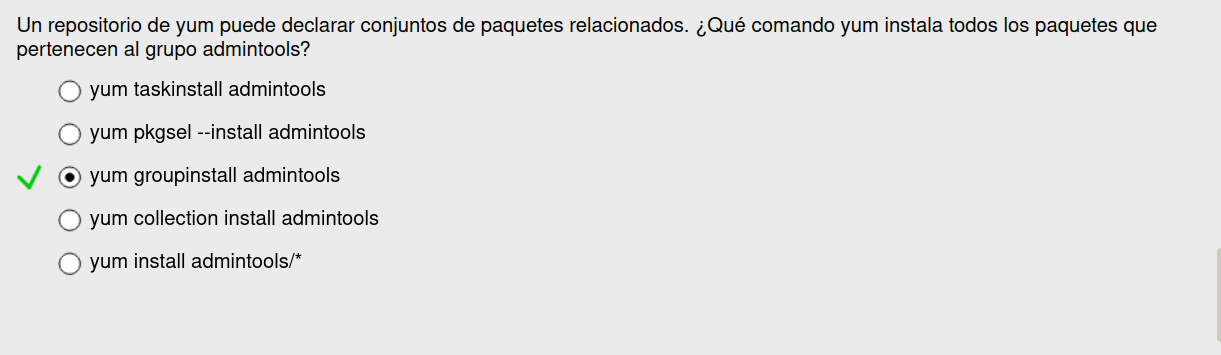 Un repositorio de yum puede declarar conjuntos de paquetes relacionados. ¿Qué comando yum instala todos los paquetes que
pertenecen al grupo admintools?
yum taskinstall admintools
yum pkgsel --install admintools
yum groupinstall admintools
yum collection install admintools
yum install admintools/*